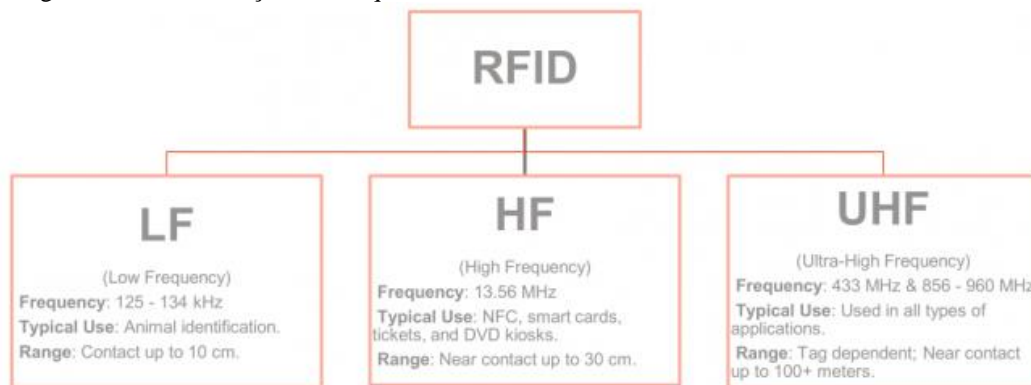 RFID
LF
(Low Frequency)
Frequency: 125 - 134 kHz
Typical Use: Animal identification.
Range: Contact up to 10 cm.
HF
(High Frequency)
Frequency: 13.56 MHz
Typical Use: NFC, smart cards,
tickets, and DVD kiosks.
Range: Near contact up to 30 cm.
UHF
(Ultra-High Frequency)
Frequency: 433 MHz & 856 - 960 MHz
Typical Use: Used in all types of
applications.
Range: Tag dependent; Near contact
up to 100+ meters.